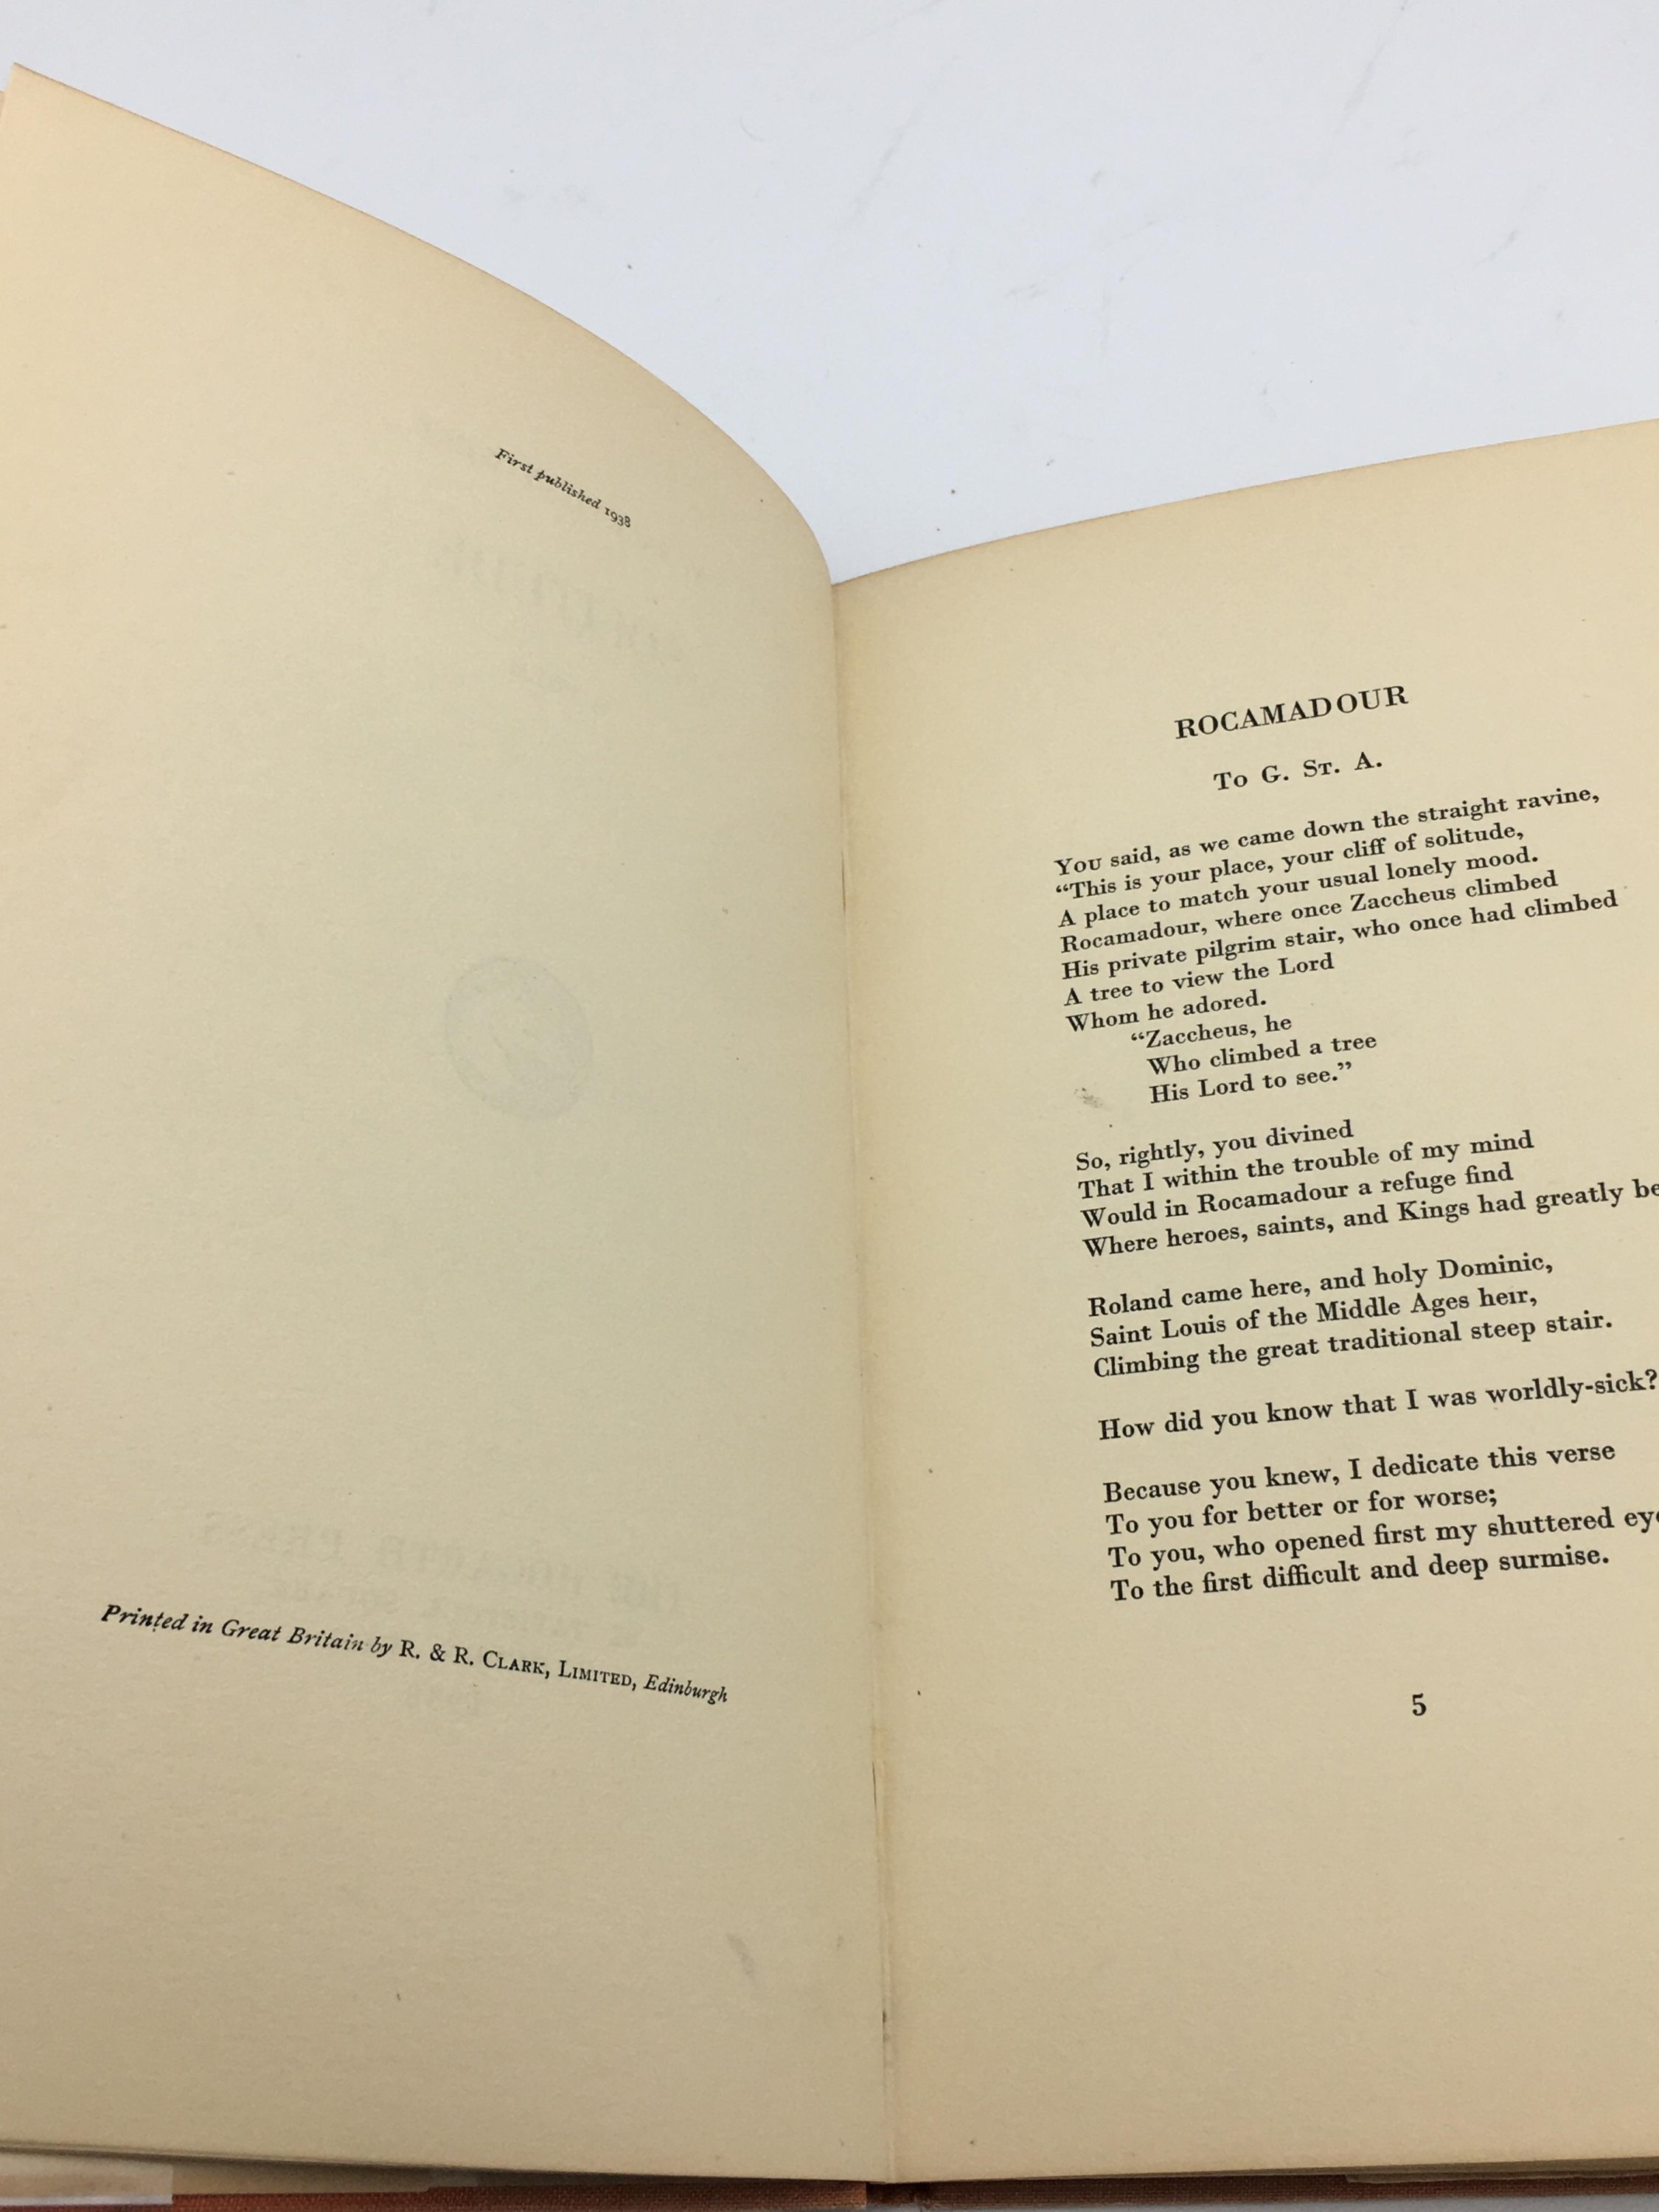 First published 1938
Printed in Great Britain by R. & R. CLARK, LIMITED, Edinburgh
ROCAMADOUR
To G. St. A.
You said, as we came down the straight ravine,
“This is your place, your cliff of solitude,
A place to match your usual lonely mood.
Rocamadour, where once Zaccheus climbed
His private pilgrim stair, who once had climbed
A tree to view the Lord
Whom he adored.
“Zaccheus, he
Who climbed a tree
His Lord to see.”
So, rightly, you divined
That I within the trouble of my mind
Would in Rocamadour a refuge find
Where heroes, saints, and Kings had greatly
Roland came here, and holy Dominic,
Saint Louis of the Middle Ages heir,
Climbing the great traditional steep stair.
How did you know that I was worldly-sick?
Because you knew, I dedicate this verse
To you for better or for worse;
To you, who opened first my shuttered
To the first difficult and deep surmise.
5